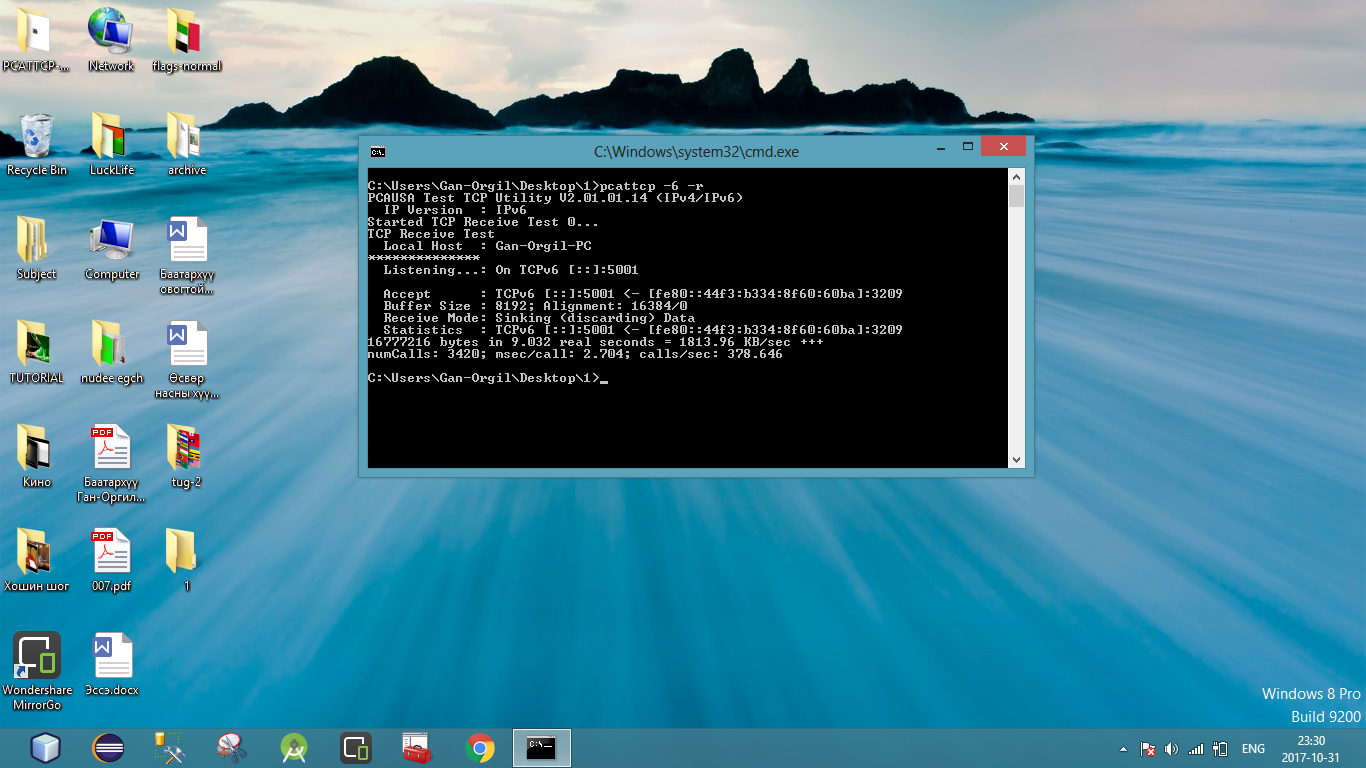 PCATTCP-...
Network
flags-normal
Recycle Bin
LuckLife
archive
Subject
Computer
Баатархүү
овогтой...
TUTORIAL
nudee egch
Өсвөр
насны хүү...
Кино
Баатархүү
Ган-Оргил...
tug-2
Хошин шог
007.pdf
1
Wondershare
MirrorGo
Эссэ.docx
C:\Windows\system32\cmd.exe
C:\Users\Gan-Orgil\Desktop\1>pcattcp -6 -r
PCAUSA Test TCP Utility V2.01.01.14 (IPv4/IPv6)
IP Version : IPv6
Started TCP Receive Test 0...
TCP Receive Test
Local Host : Gan-Orgil-PC
**************
Listening...: On TCPv6 [::]:5001
Accept : TCPv6 [::]:5001 <- [fe80::44f3:b334:8f60:60ba]:3209
Buffer Size : 8192; Alignment: 16384/0
Receive Mode: Sinking (discarding) Data
Statistics : TCPv6 [::]:5001 <- [fe80::44f3:b334:8f60:60ba]:3209
16777216 bytes in 9.032 real seconds = 1813.96 KB/sec +++
numCalls: 3420; msec/call: 2.704; calls/sec: 378.646
C:\Users\Gan-Orgil\Desktop\1>_
Windows 8 Pro
Build 9200
ENG
23:30
2017-10-31